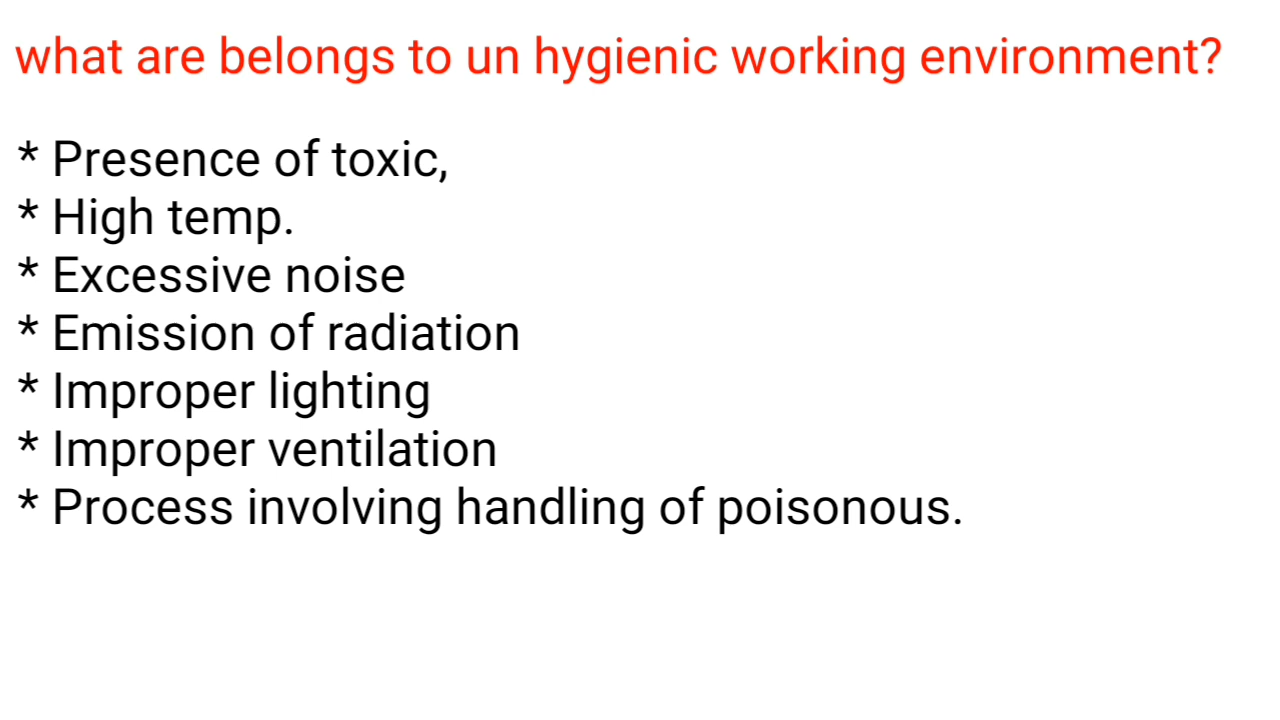 what are belongs to un hygienic working environment?
* Presence of toxic,
* High temp.
* Excessive noise
* Emission of radiation
* Improper lighting
* Improper ventilation
* Process involving handling of poisonous.